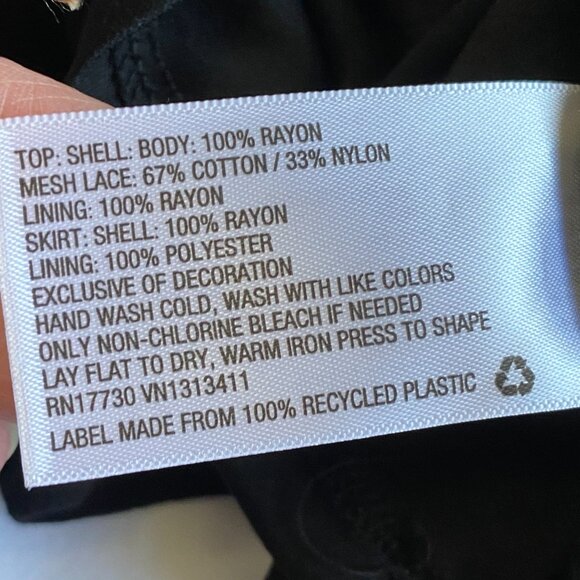 TOP: SHELL: BODY: 100% RAYON
MESH LACE: 67% COTTON / 33% NYLON
LINING: 100% RAYON
SKIRT: SHELL: 100% RAYON
LINING: 100% POLYESTER
EXCLUSIVE OF DECORATION
HAND WASH COLD, WASH WITH LIKE COLORS
ONLY NON-CHLORINE BLEACH IF NEEDED
LAY FLAT TO DRY, WARM IRON PRESS TO SHAPE
RN17730 VN1313411
LABEL MADE FROM 100% RECYCLED PLASTIC